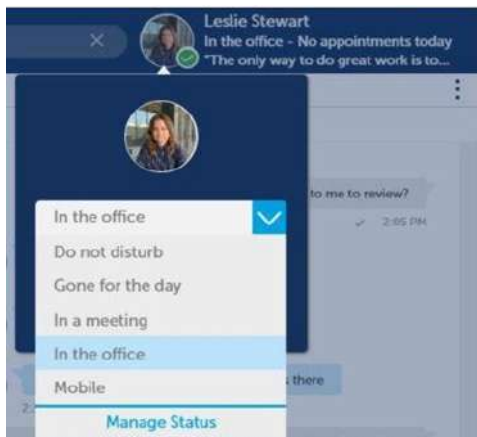 Leslie Stewart
In the office - No appointments today
"The only way to do great work is to...
to me to review?
2:05 PM
In the office
Do not disturb
Gone for the day
In a meeting
In the office
Mobile
there
Manage Status